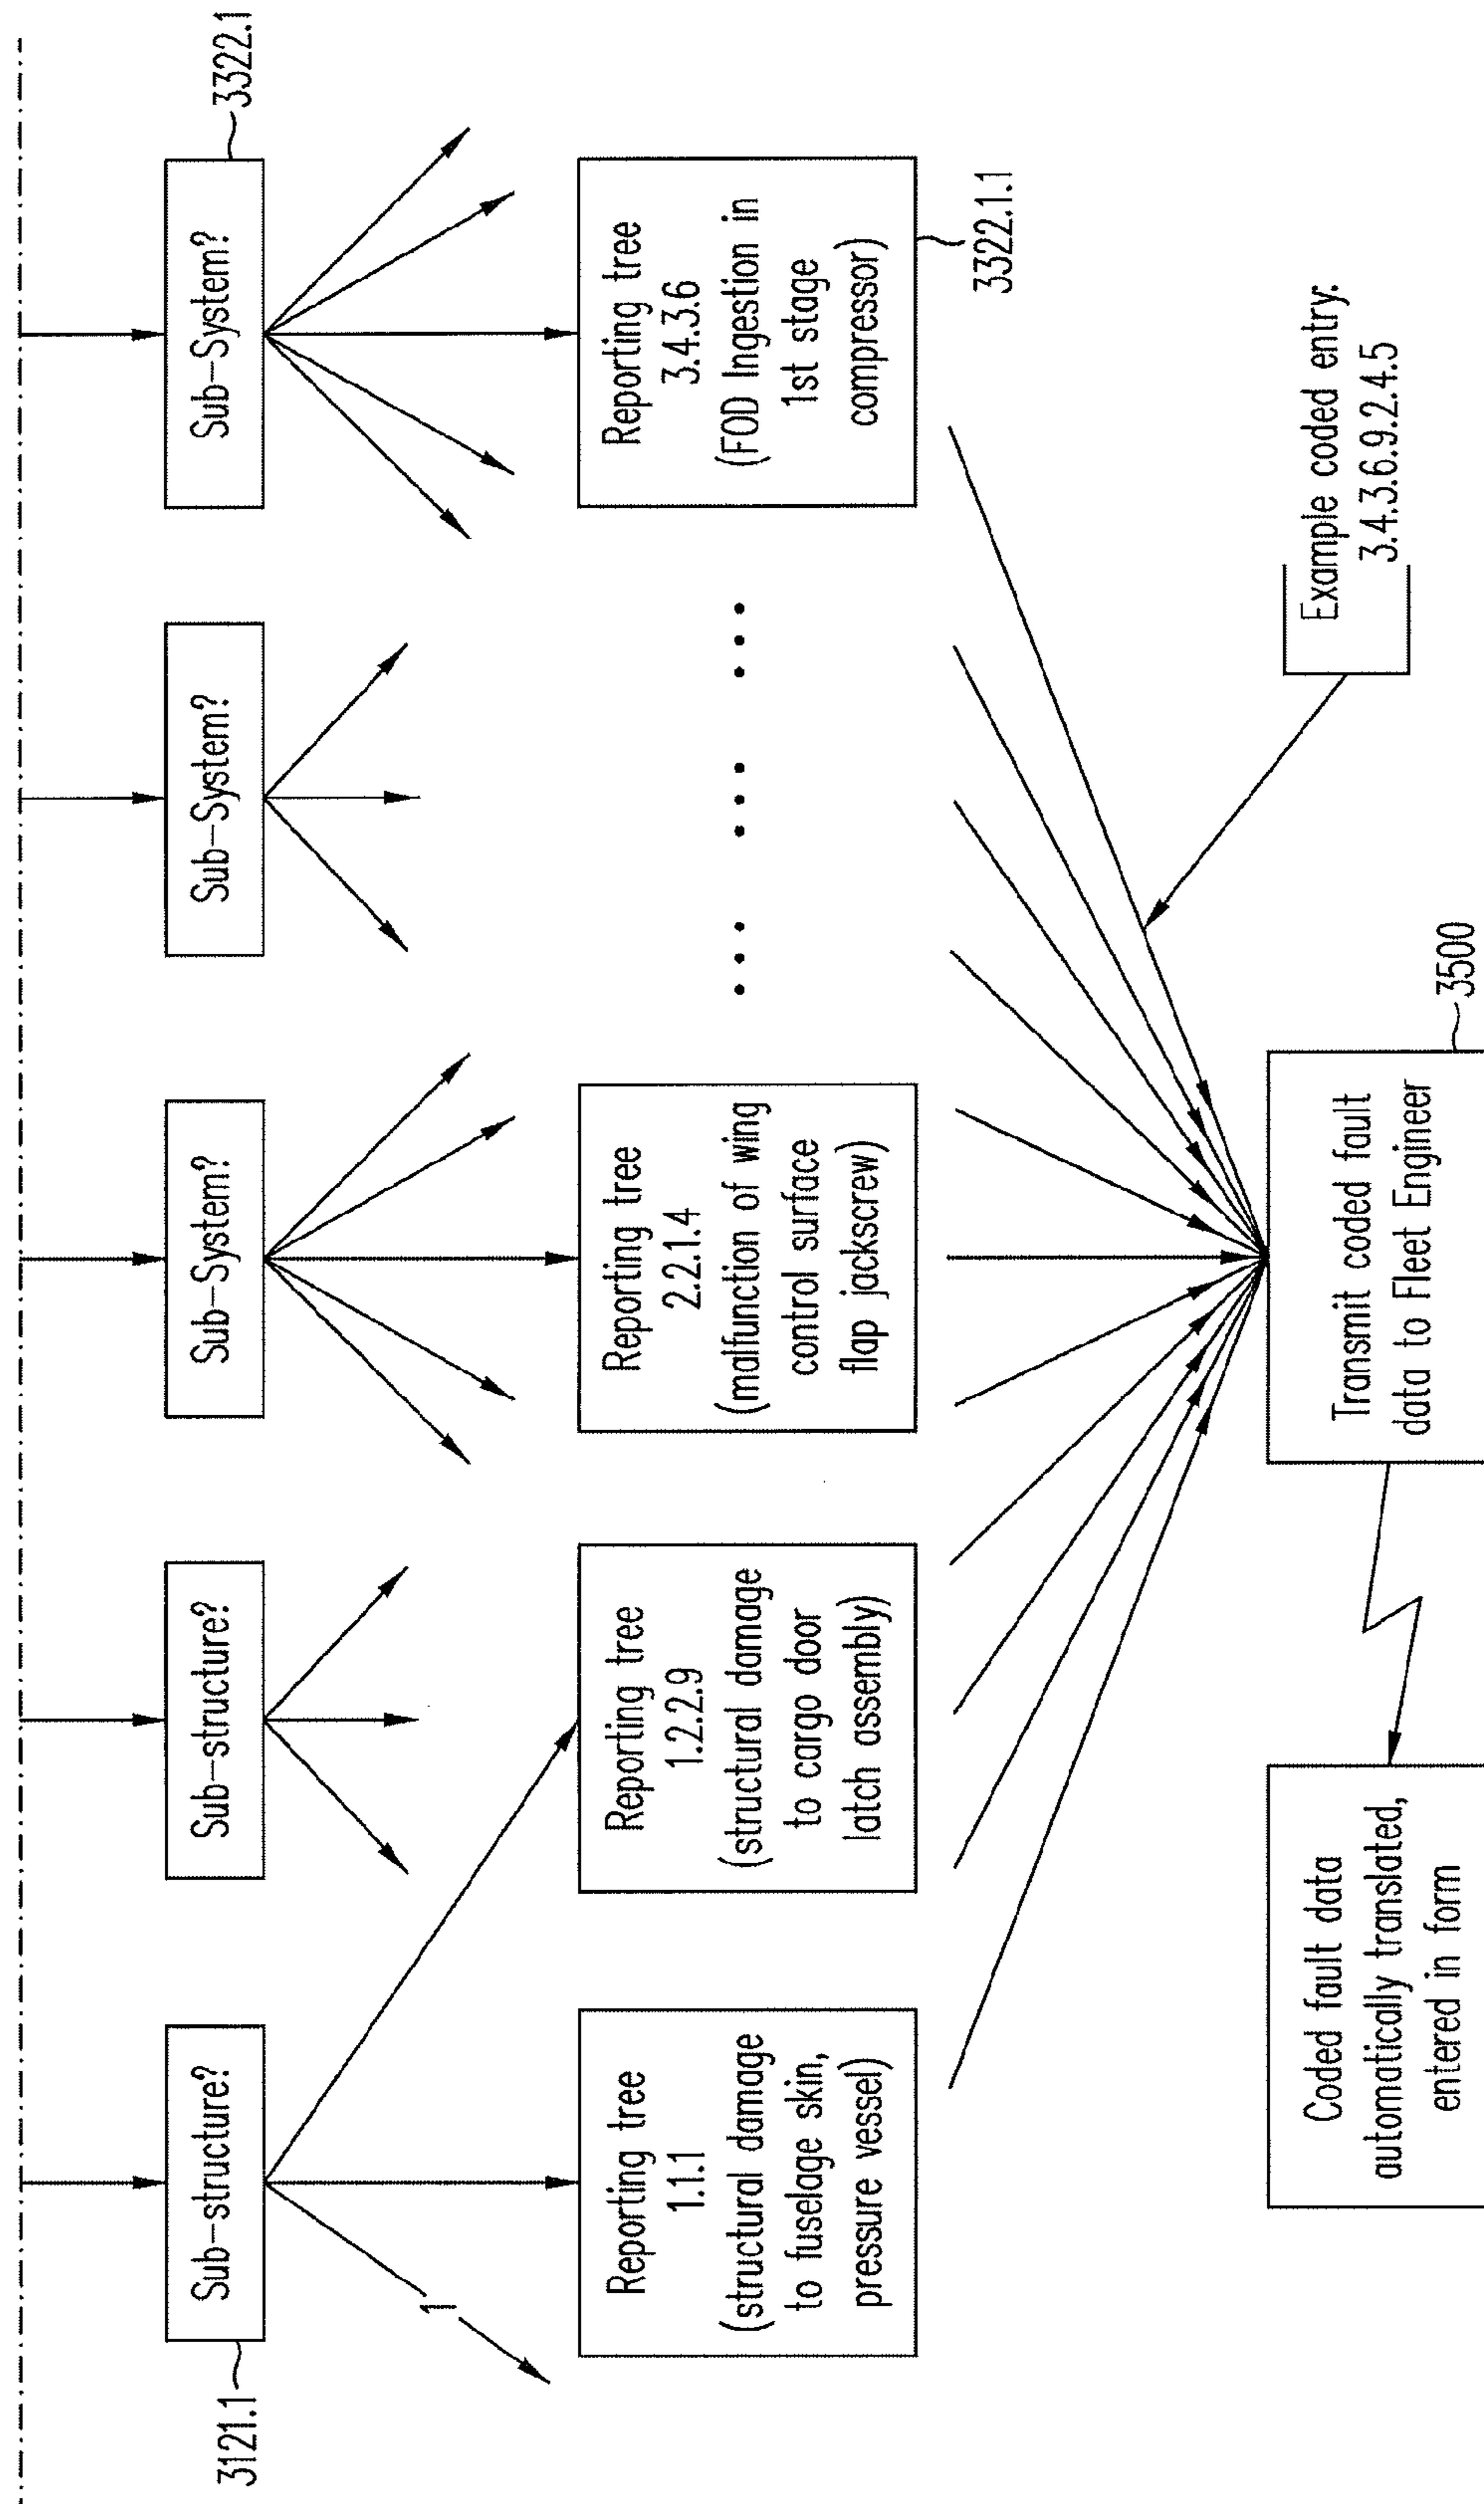 3121.1
Sub-structure?
Sub-structure?
Sub-System?
Sub-System?
Sub-System?
3322.1
1
Reporting tree
1.1.1.1
(structural damage
to fuselage skin,
pressure vessel)
Reporting tree
1.2.2.9
(structural damage
to cargo door
latch assembly)
Reporting tree
2.2.1.4
(malfunction of wing
control surface
flap jackscrew)
Reporting tree
3.4.3.6
(FOD Ingestion in
1st stage
compressor)
3322.1.1
Example coded entry:
3.4.3.6.9.2.4.5
Coded fault data
automatically translated,
entered in form
Transmit coded fault
data to Fleet Engineer
3500